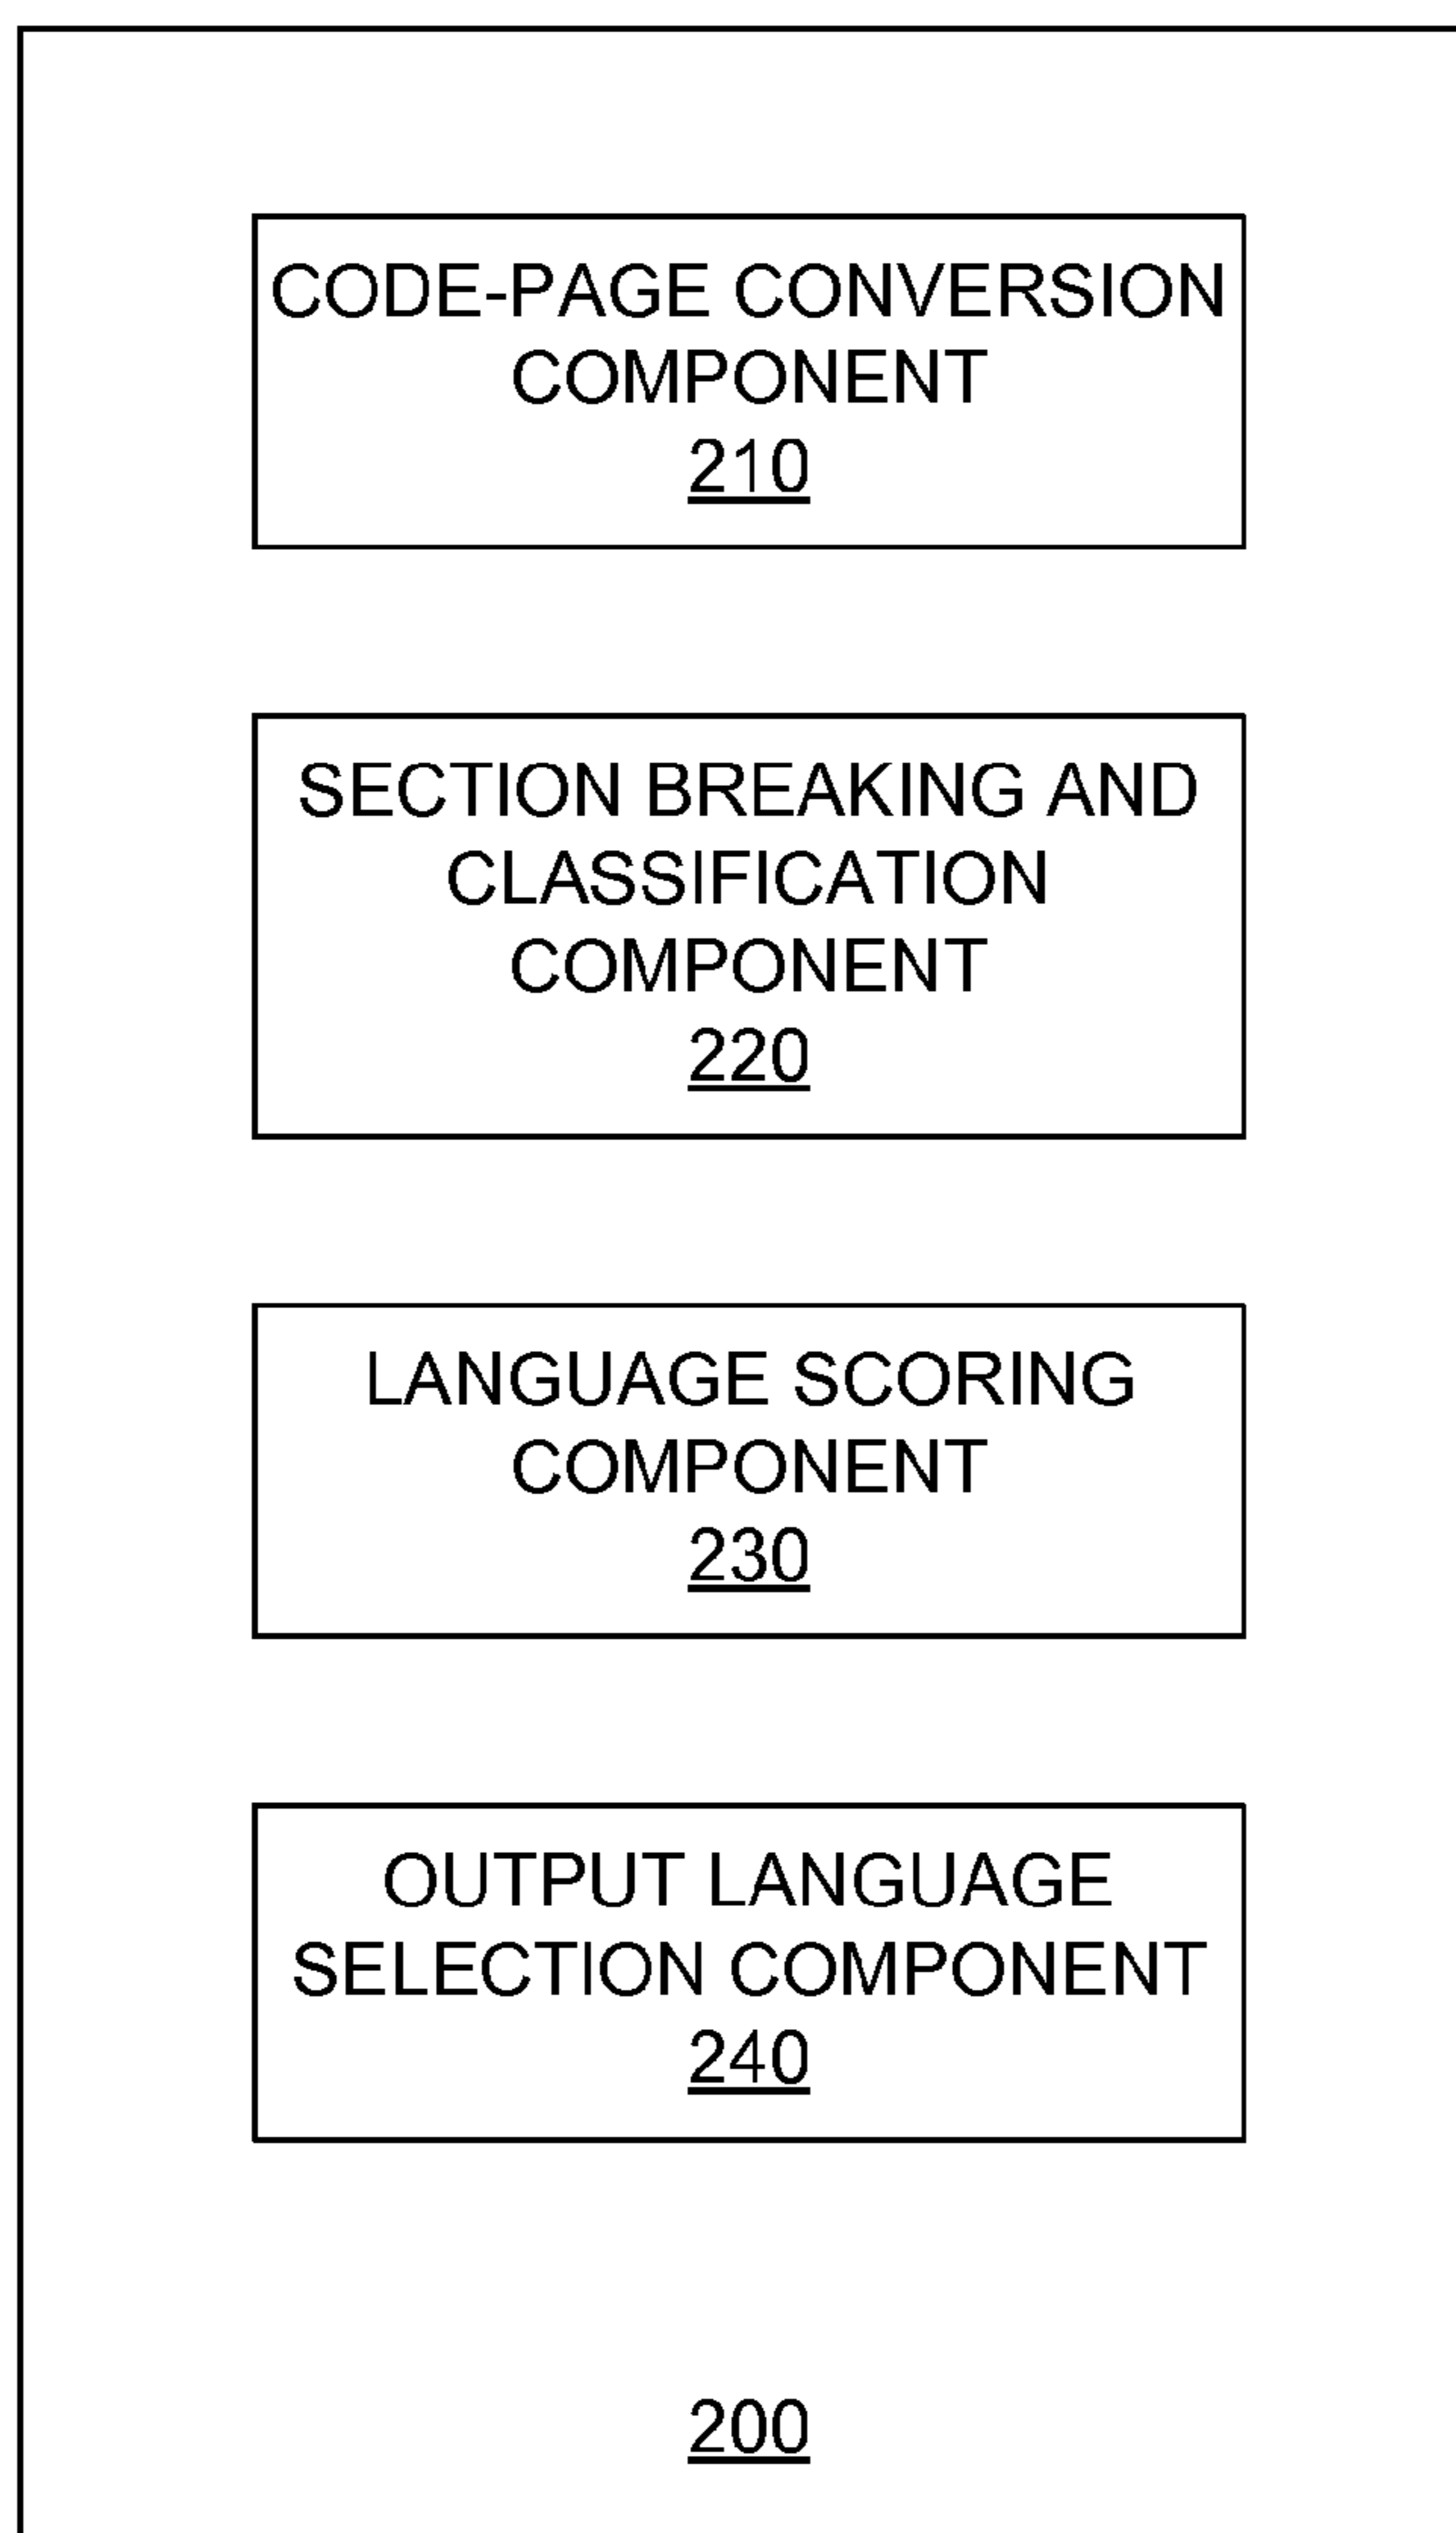 CODE-PAGE CONVERSION
COMPONENT
210
SECTION BREAKING AND
CLASSIFICATION
COMPONENT
220
LANGUAGE SCORING
COMPONENT
230
OUTPUT LANGUAGE
SELECTION COMPONENT
240
200